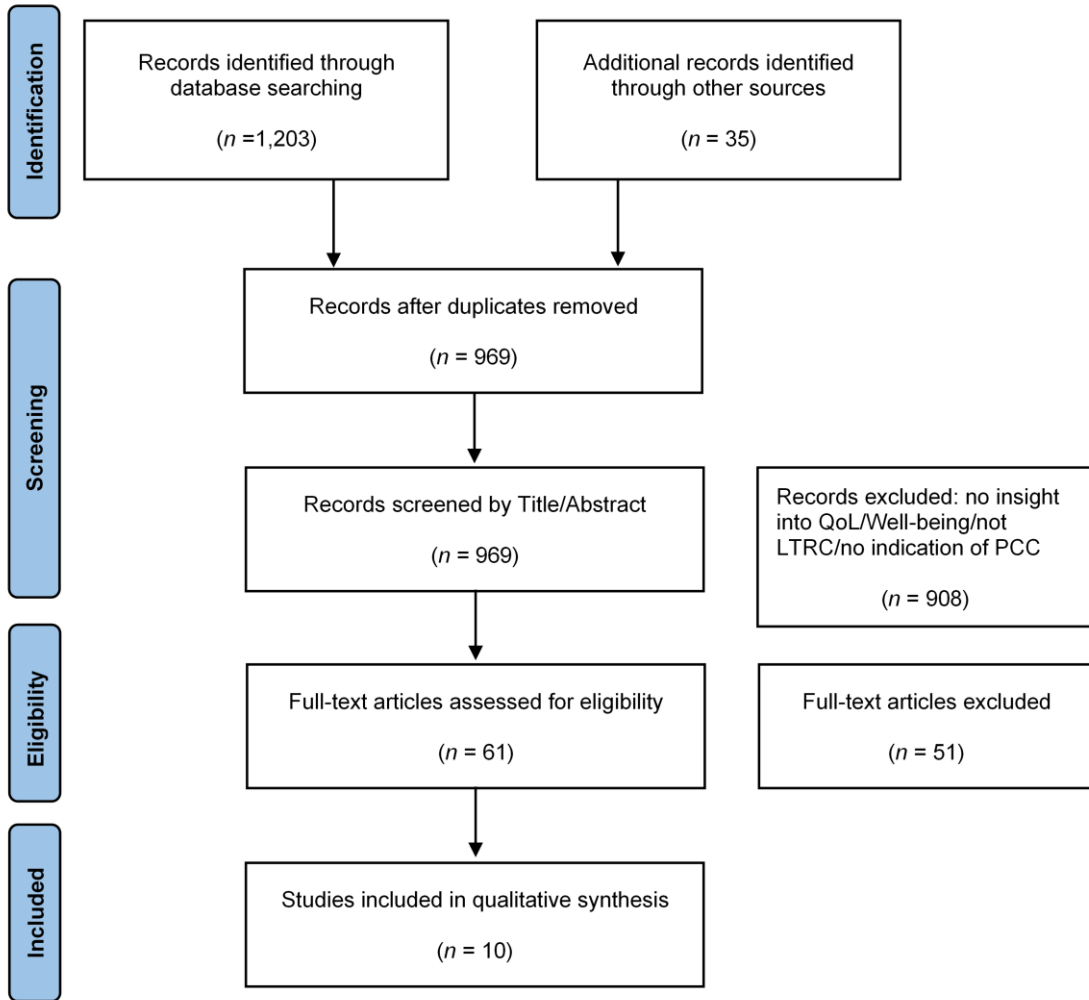 Identification
Records identified through
database searching
(n =1,203)
Additional records identified
through other sources
(n = 35)
Screening
Records after duplicates removed
(n = 969)
Records screened by Title/Abstract
(n = 969)
Records excluded: no insight
into QoL/Well-being/not
LTRC/no indication of PCC
(n = 908)
Eligibility
Full-text articles assessed for eligibility
(n = 61)
Full-text articles excluded
(n = 51)
Included
Studies included in qualitative synthesis
(n = 10)